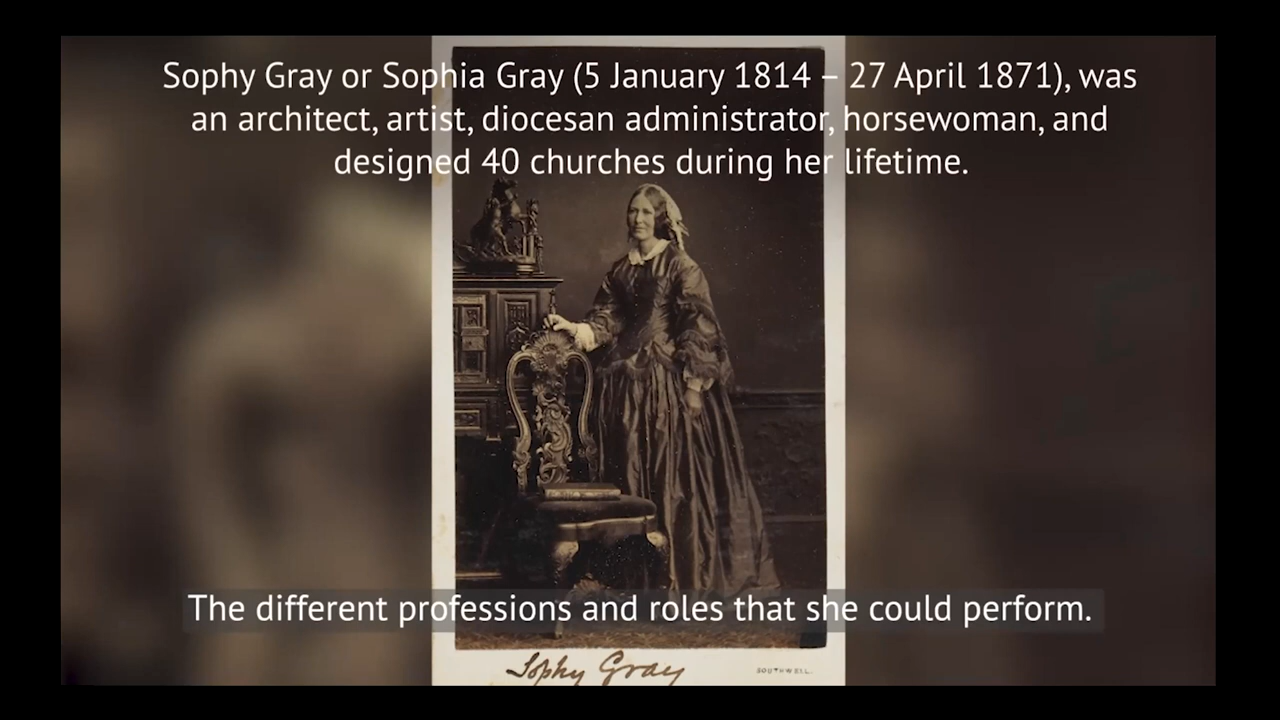 Sophy Gray or Sophia Gray (5 January 1814 – 27 April 1871), was
an architect, artist, diocesan administrator, horsewoman, and
designed 40 churches during her lifetime.
The different professions and roles that she could perform.
Sophy Gray
SOUTHWELL.